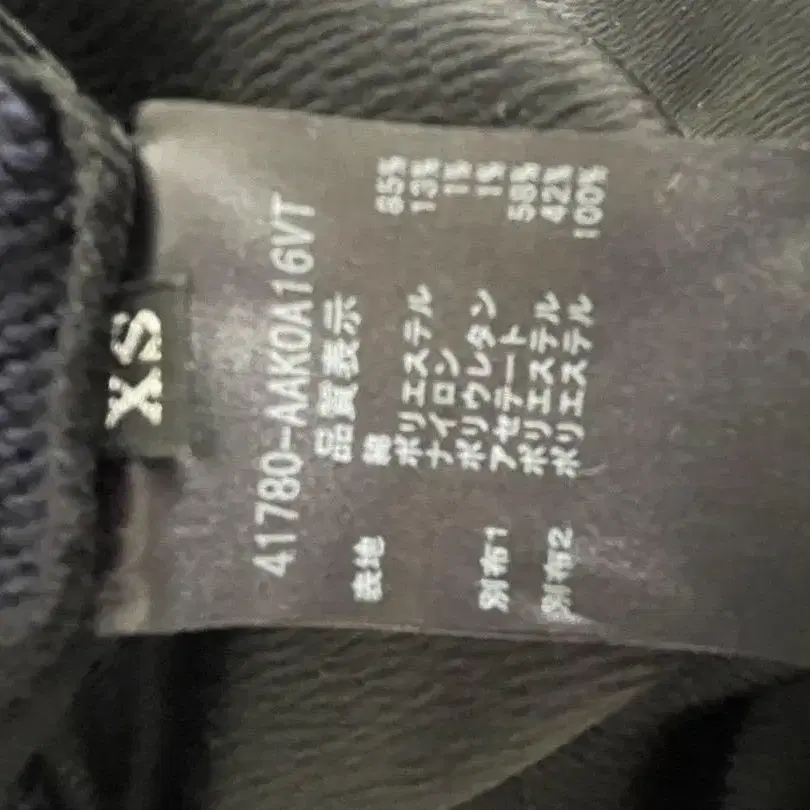 XS
41780-AAK0A16VT
品質表示
表地 綿 85%
ポリエステル 13%
ナイロン 1%
ポリウレタン 1%
別布1 アセテート 58%
ポリエステル 42%
別布2 ポリエステル 100%